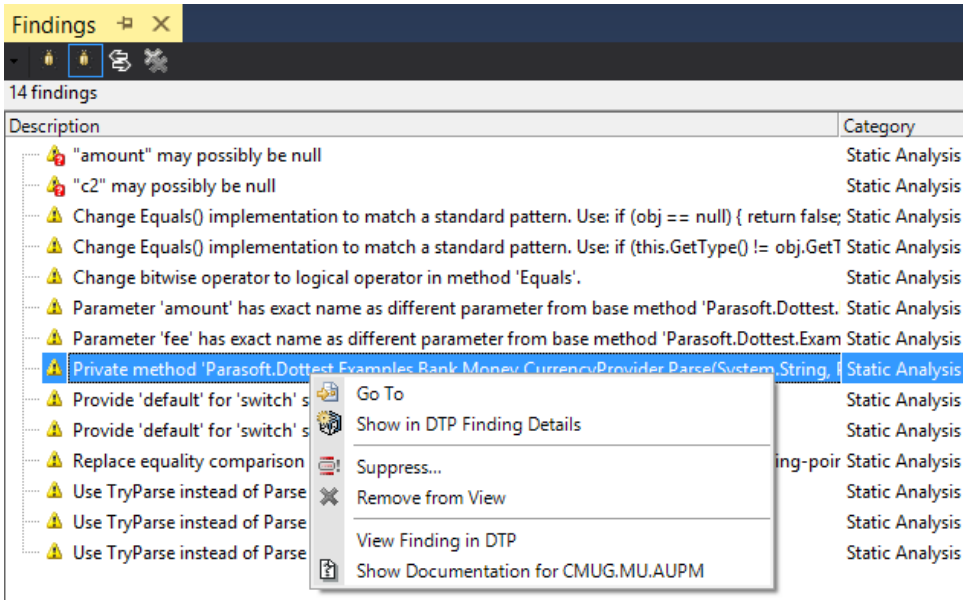 Findings
14 findings
Description Category
"amount" may possibly be null Static Analysis
"c2" may possibly be null Static Analysis
Change Equals() implementation to match a standard pattern. Use: if (obj == null) { return false; Static Analysis
Change Equals() implementation to match a standard pattern. Use: if (this.GetType() != obj.GetT Static Analysis
Change bitwise operator to logical operator in method 'Equals'. Static Analysis
Parameter 'amount' has exact name as different parameter from base method 'Parasoft.Dottest. Static Analysis
Parameter 'fee' has exact name as different parameter from base method 'Parasoft.Dottest.Exam Static Analysis
Private method 'Parasoft.Dottest.Examples.Bank.Money.CurrencyProvider.Parse(System.String, Static Analysis
Provide 'default' for 'switch' s Static Analysis
Provide 'default' for 'switch' s Static Analysis
Replace equality comparison ing-poir Static Analysis
Use TryParse instead of Parse Static Analysis
Use TryParse instead of Parse Static Analysis
Use TryParse instead of Parse Static Analysis
Go To
Show in DTP Finding Details
Suppress...
Remove from View
View Finding in DTP
Show Documentation for CMUG.MU.AUPM